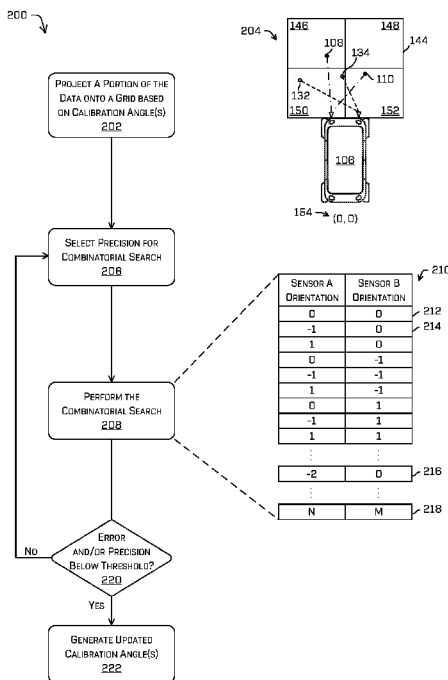 200
PROJECT A PORTION OF THE
DATA ONTO A GRID BASED
ON CALIBRATION ANGLE(S)
202
204
146
148
144
108
134
110
132
150
152
106
154
(0, 0)
SELECT PRECISION FOR
COMBINATORIAL SEARCH
206
PERFORM THE
COMBINATORIAL SEARCH
208
210
SENSOR A
ORIENTATION
SENSOR B
ORIENTATION
0 0
212
-1 0
214
1 0
0 -1
-1 -1
1 -1
0 1
-1 1
1 1
-2 0
216
N M
218
ERROR
AND/OR PRECISION
BELOW THRESHOLD?
220
NO
YES
GENERATE UPDATED
CALIBRATION ANGLE(S)
222